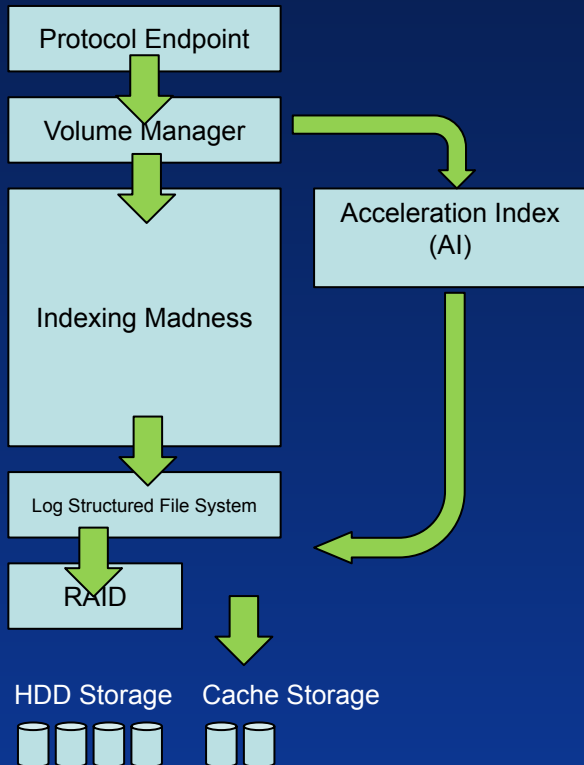 Protocol Endpoint
Volume Manager
Acceleration Index
(AI)
Indexing Madness
Log Structured File System
RAID
HDD Storage
Cache Storage